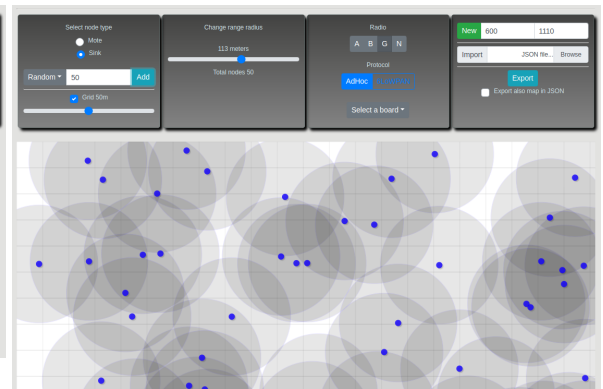 Select node type
Mote
Sink
Random
50
Add
Grid 50m
Change range radius
113 meters
Total nodes 50
Radio
A B G N
Protocol
AdHoc
Select a board
New 600 1110
Import JSON file... Browse
Export
Export also map in JSON